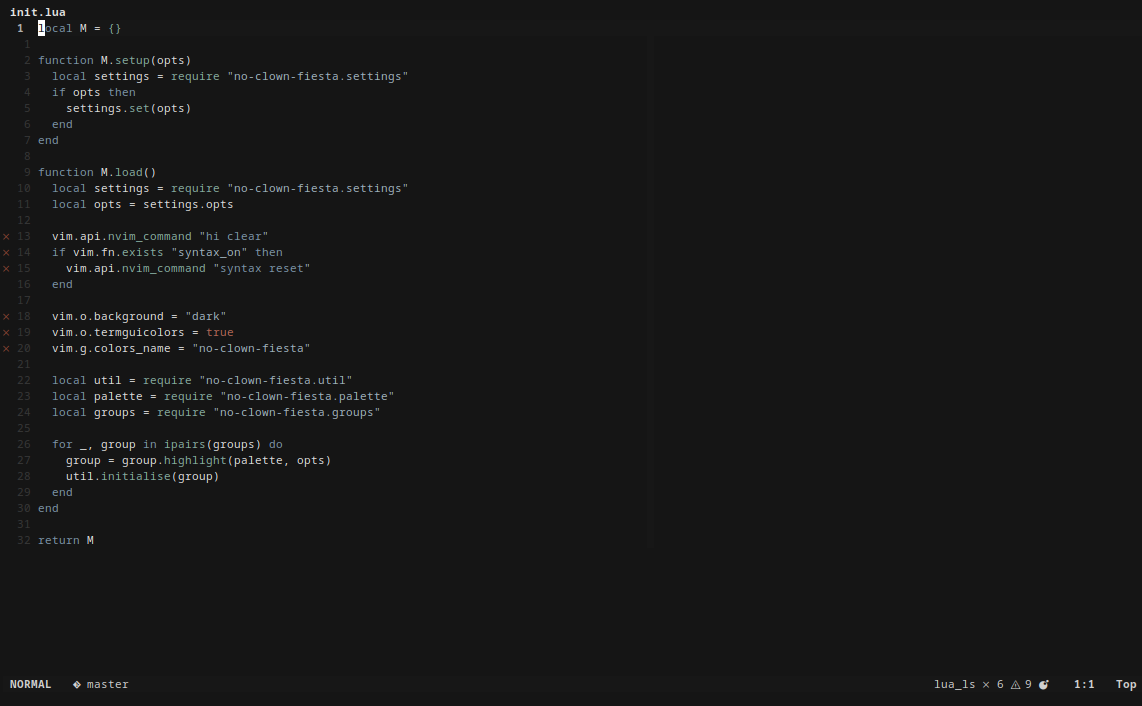 init.lua
1 local M = {}
1
2 function M.setup(opts)
3 local settings = require "no-clown-fiesta.settings"
4 if opts then
5 settings.set(opts)
6 end
7 end
8
9 function M.load()
10 local settings = require "no-clown-fiesta.settings"
11 local opts = settings.opts
12
× 13 vim.api.nvim_command "hi clear"
× 14 if vim.fn.exists "syntax_on" then
× 15 vim.api.nvim_command "syntax reset"
16 end
17
× 18 vim.o.background = "dark"
× 19 vim.o.termguicolors = true
× 20 vim.g.colors_name = "no-clown-fiesta"
21
22 local util = require "no-clown-fiesta.util"
23 local palette = require "no-clown-fiesta.palette"
24 local groups = require "no-clown-fiesta.groups"
25
26 for _, group in ipairs(groups) do
27 group = group.highlight(palette, opts)
28 util.initialise(group)
29 end
30 end
31
32 return M
NORMAL master lua_ls × 6 ⚠ 9 1:1 Top